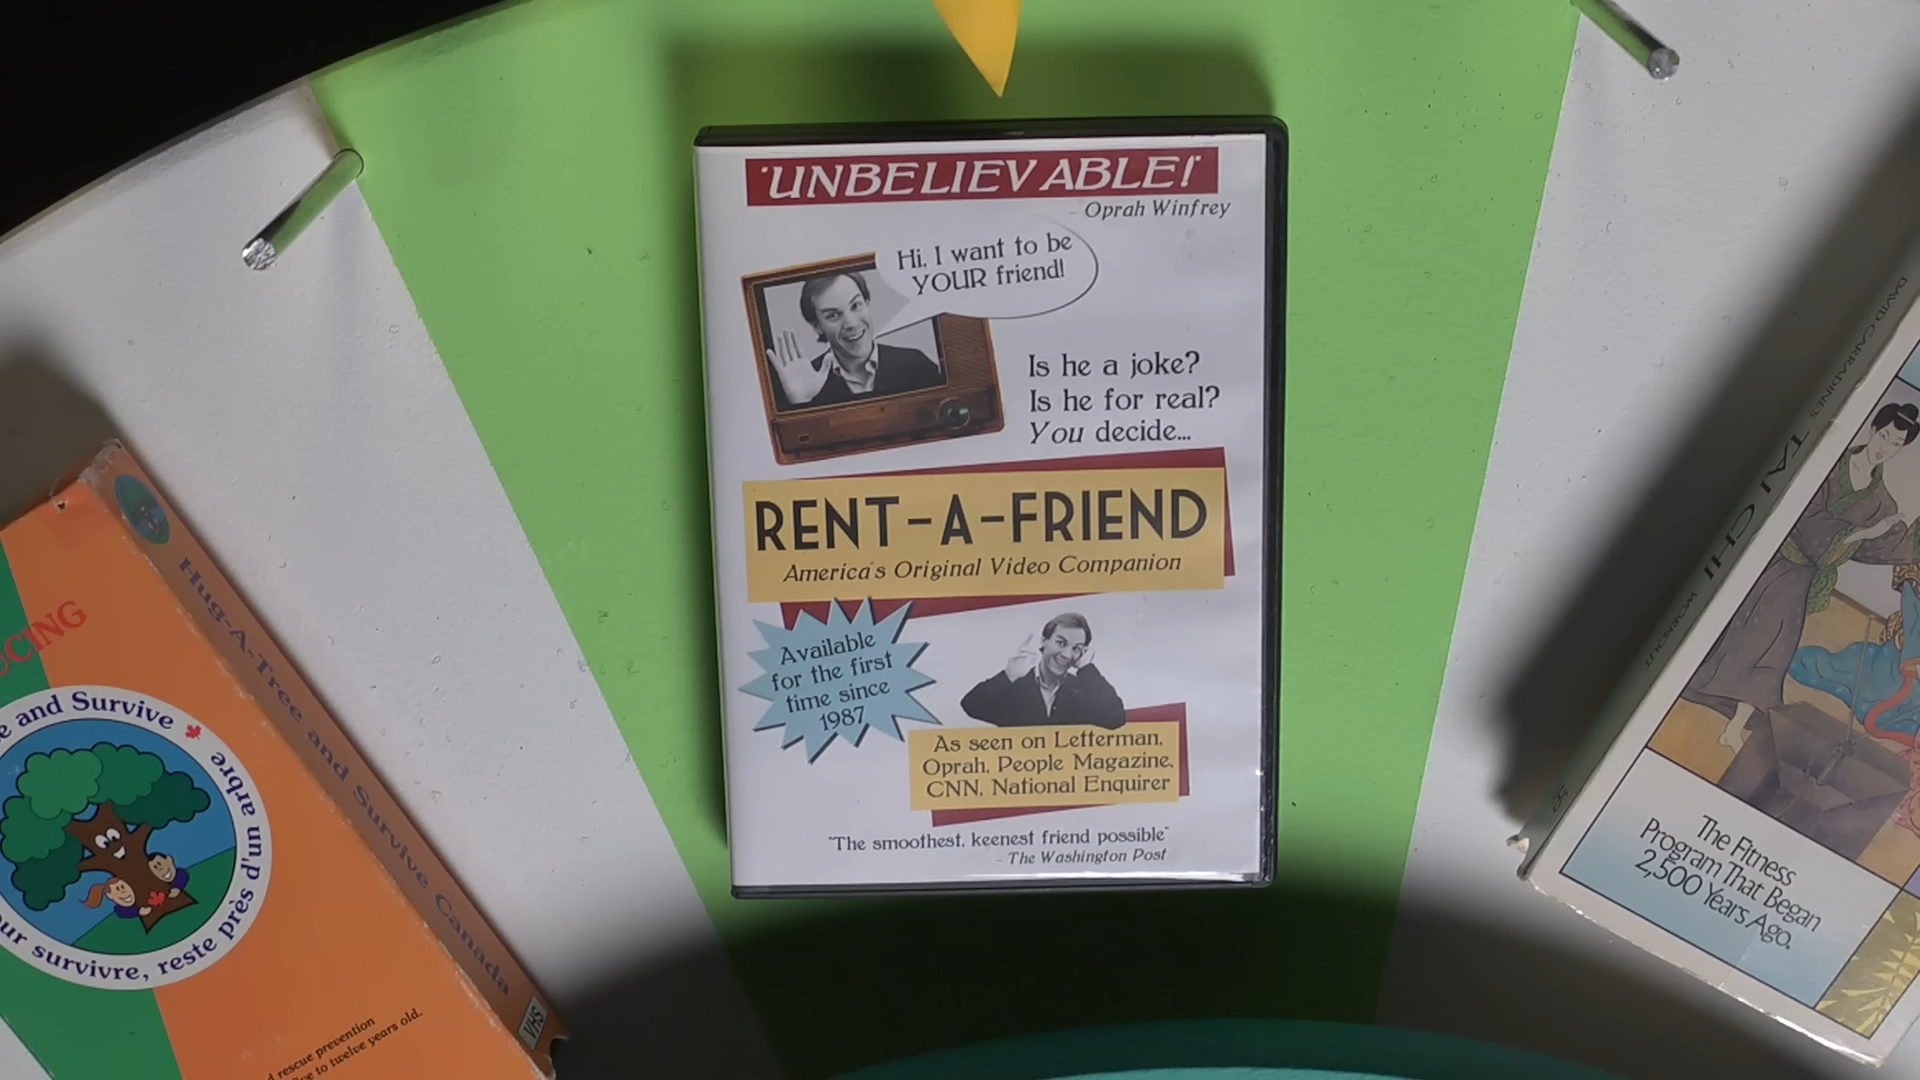 "UNBELIEVABLE!"
- Oprah Winfrey
Hi, I want to be
YOUR friend!
Is he a joke?
Is he for real?
You decide...
RENT-A-FRIEND
America's Original Video Companion
Available
for the first
time since
1987
As seen on Letterman,
Oprah, People Magazine,
CNN, National Enquirer
"The smoothest, keenest friend possible"
- The Washington Post
Hug-A-Tree and Survive Canada
and Survive
survivre, reste près d'un arbre
rescue prevention
to twelve years old.
VHS
DAVID CARRADINE'S TAI CHI WORKOUT
The Fitness
Program That Began
2,500 Years Ago.